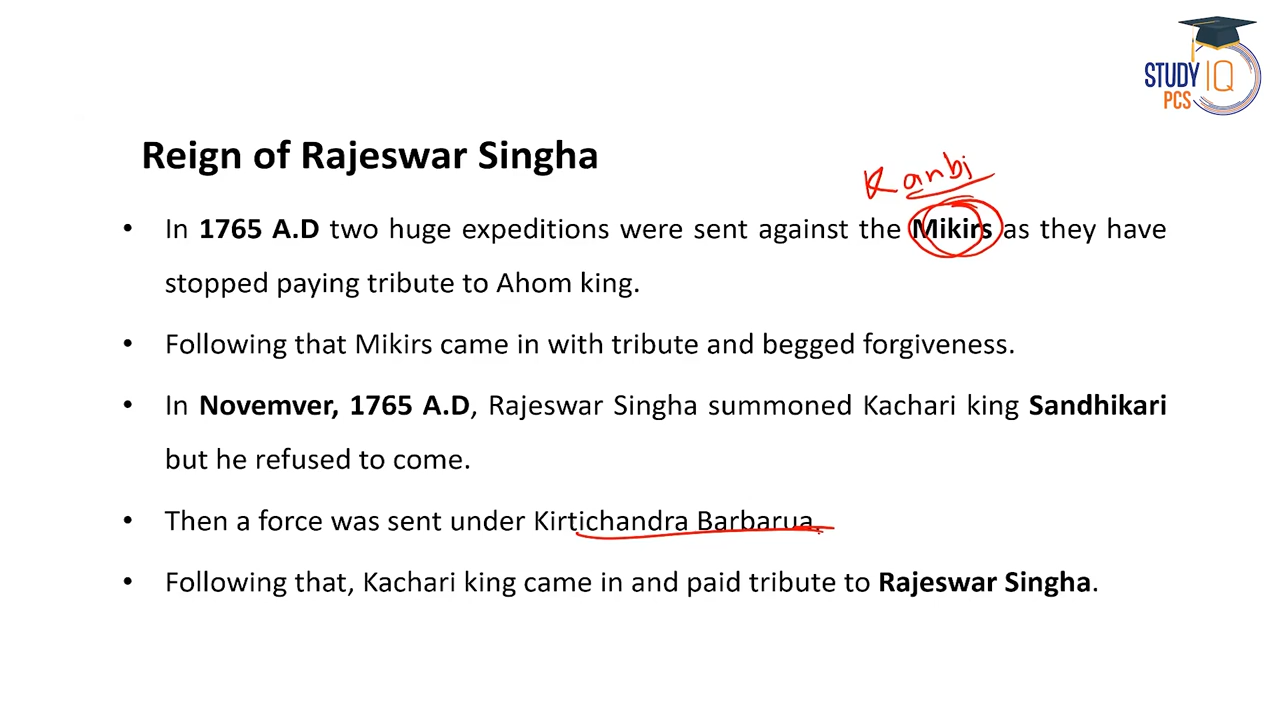 STUDY IQ
PCS
Reign of Rajeswar Singha
Kanbi
• In 1765 A.D two huge expeditions were sent against the Mikirs as they have
stopped paying tribute to Ahom king.
• Following that Mikirs came in with tribute and begged forgiveness.
• In Novemver, 1765 A.D, Rajeswar Singha summoned Kachari king Sandhikari
but he refused to come.
• Then a force was sent under Kirtichandra Barbarua.
• Following that, Kachari king came in and paid tribute to Rajeswar Singha.